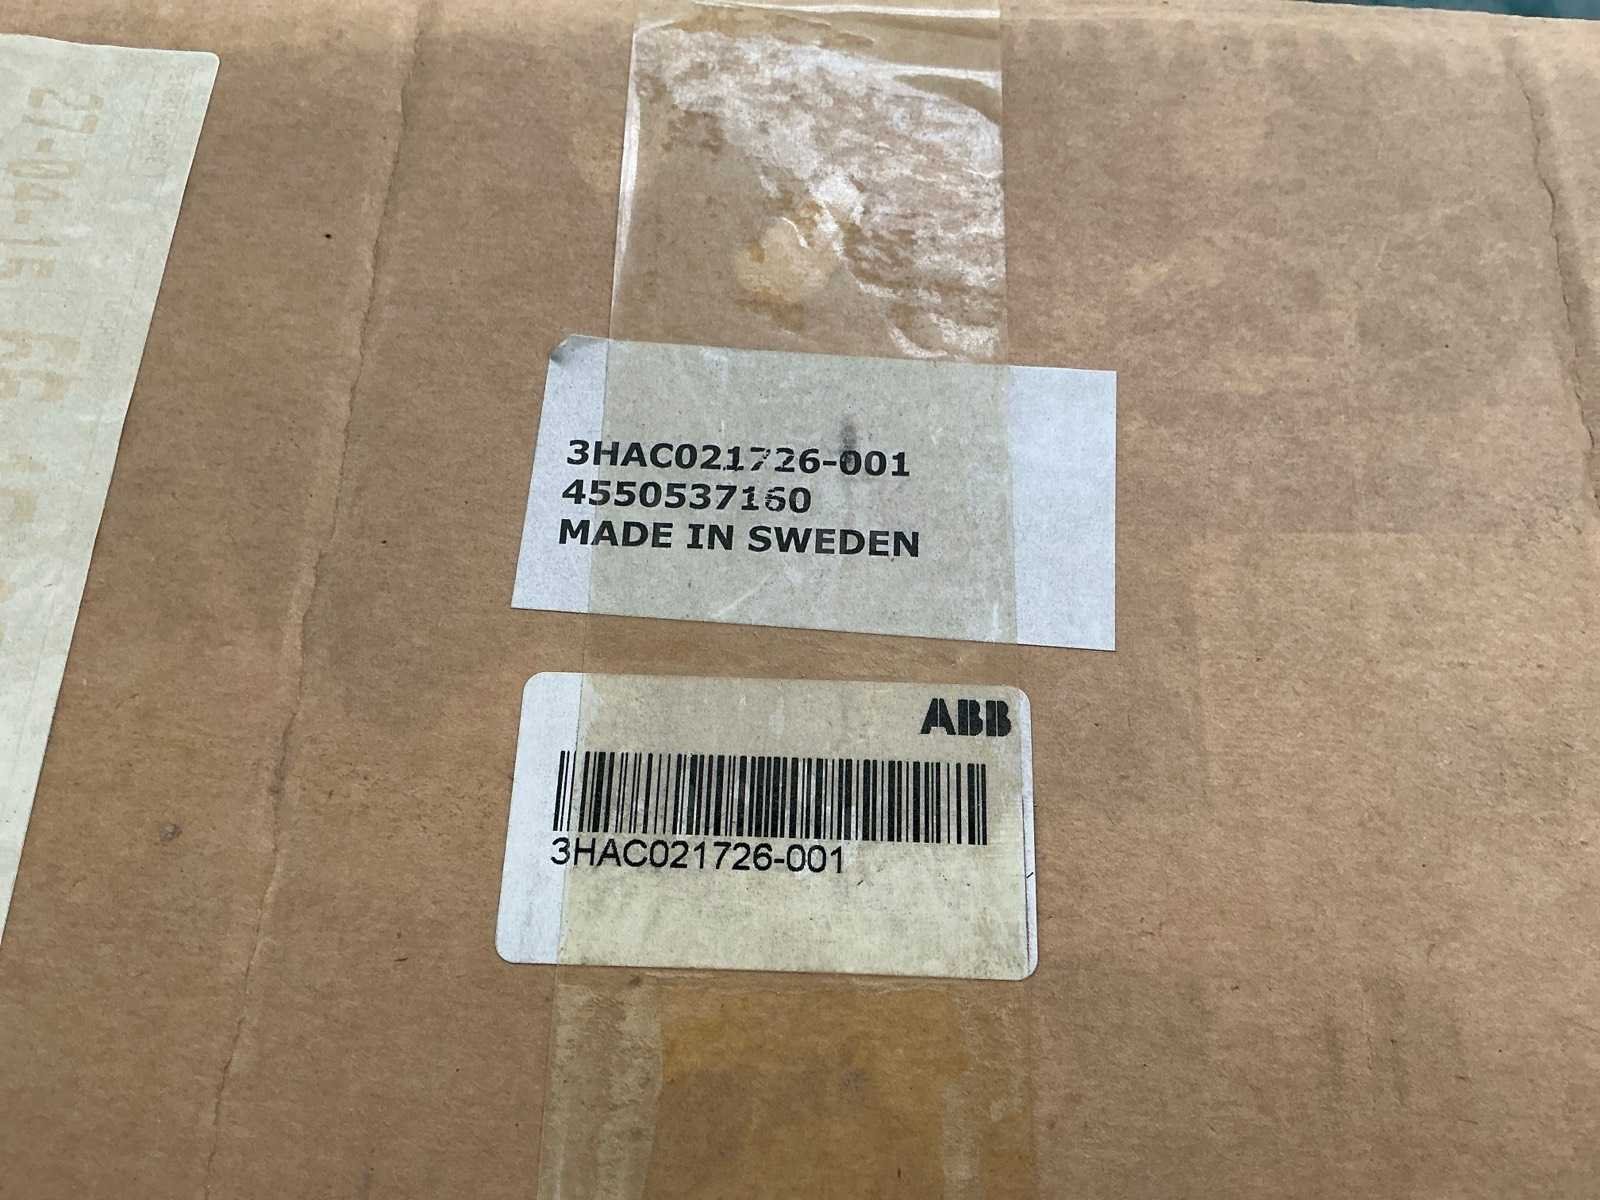 3HAC021726-001
4550537160
MADE IN SWEDEN
ABB
3HAC021726-001